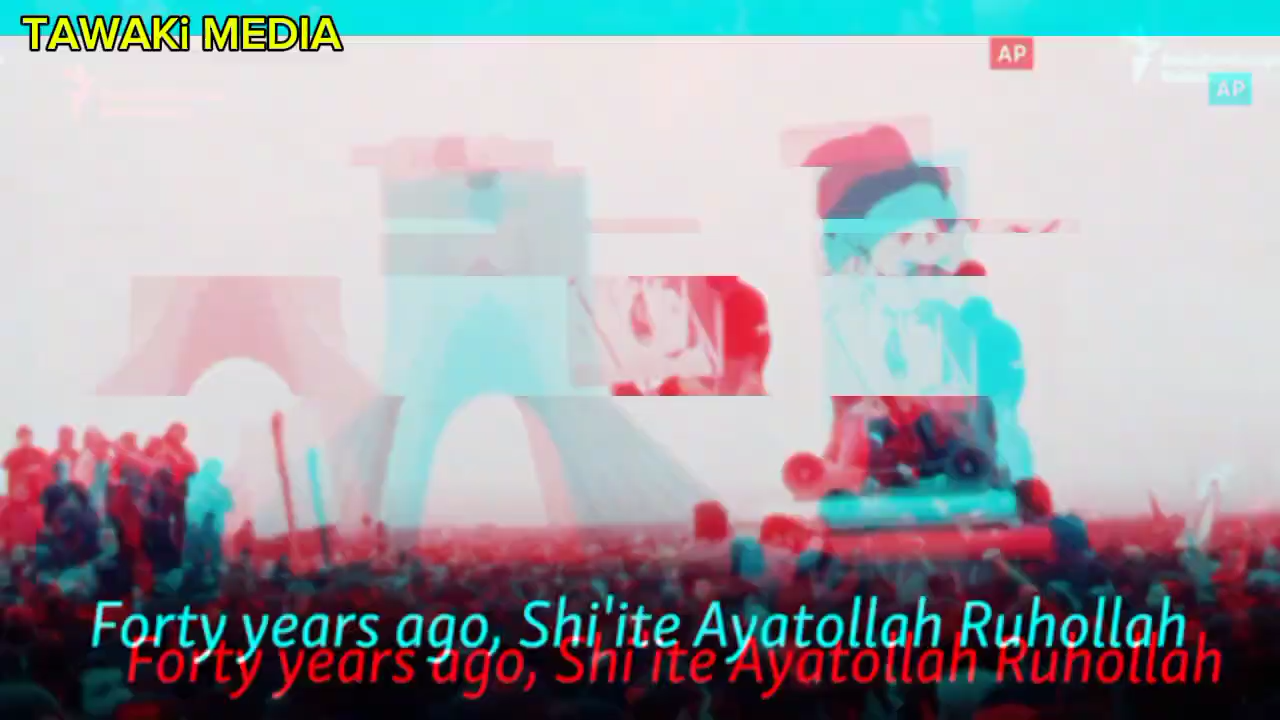 TAWAKi MEDIA
AP
AP
Forty years ago, Shi'ite Ayatollah Ruhollah
Forty years ago, Shi'ite Ayatollah Ruhollah